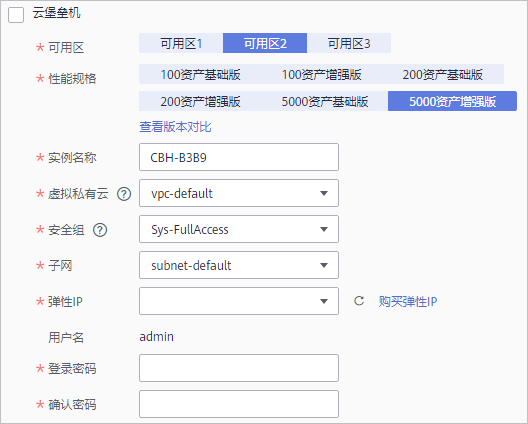 云堡垒机
* 可用区 可用区1 可用区2 可用区3
* 性能规格 100资产基础版 100资产增强版 200资产基础版
200资产增强版 5000资产基础版 5000资产增强版
查看版本对比
* 实例名称 CBH-B3B9
* 虚拟私有云 ? vpc-default
* 安全组 ? Sys-FullAccess
* 子网 subnet-default
* 弹性IP 购买弹性IP
用户名 admin
* 登录密码
* 确认密码